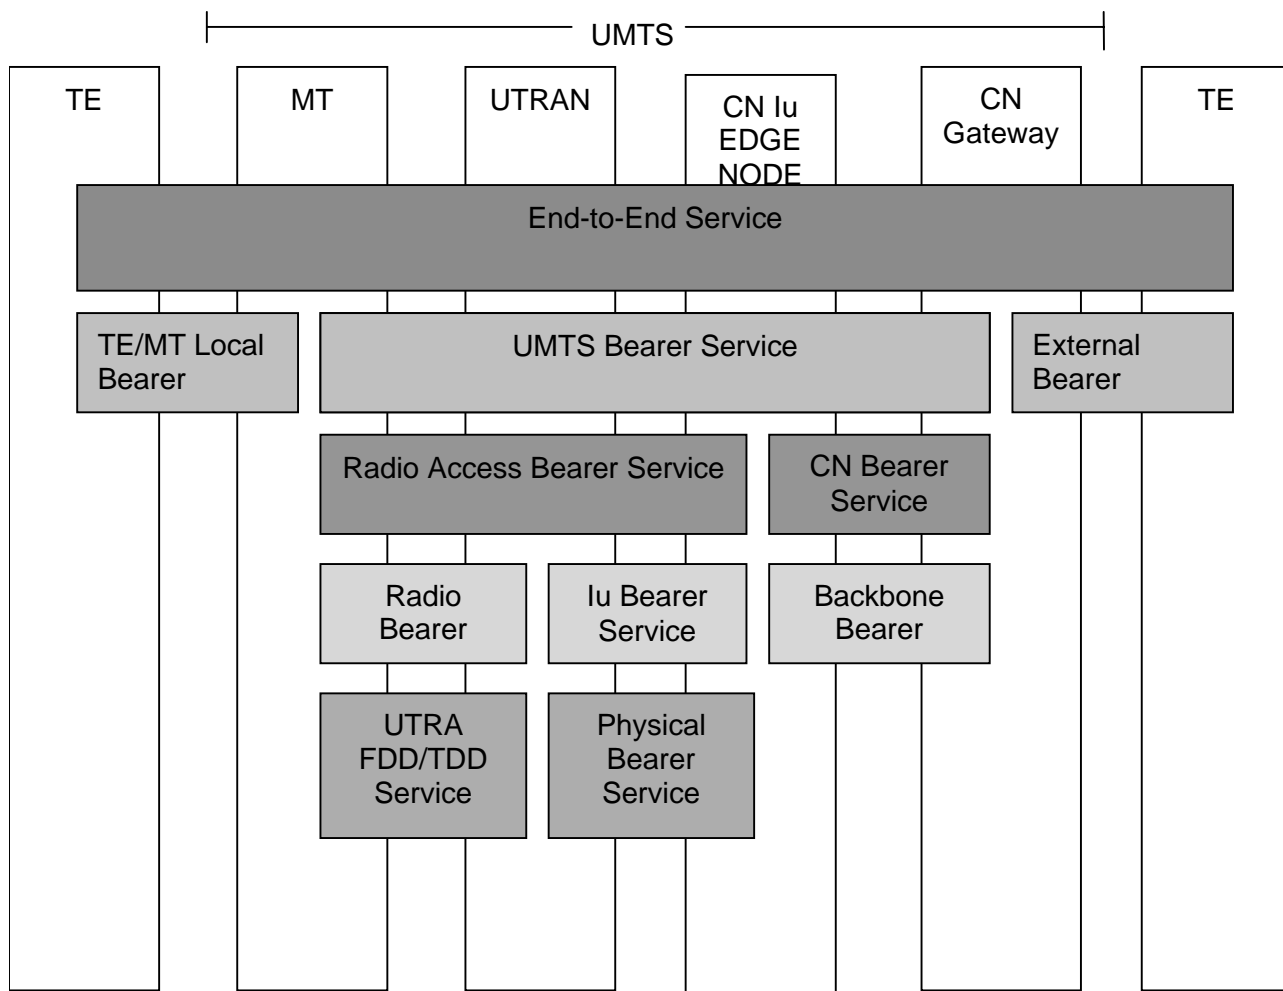 UMTS
TE
MT
UTRAN
CN Iu
EDGE
NODE
CN
Gateway
TE
End-to-End Service
TE/MT Local
Bearer
UMTS Bearer Service
External
Bearer
Radio Access Bearer Service
CN Bearer
Service
Radio
Bearer
Iu Bearer
Service
Backbone
Bearer
UTRA
FDD/TDD
Service
Physical
Bearer
Service